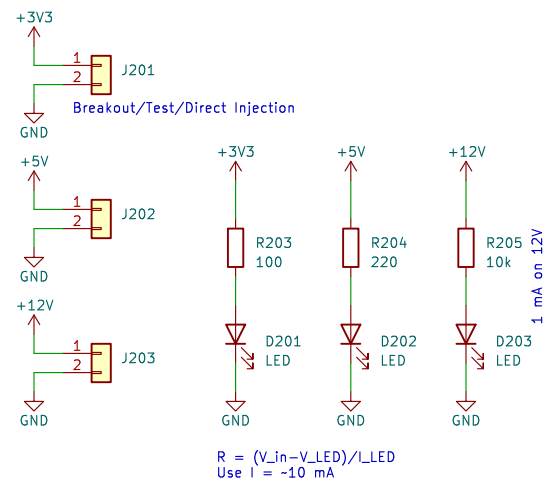 +3V3
1
2
J201
Breakout/Test/Direct Injection
GND
+5V
1
2
J202
GND
+12V
1
2
J203
GND
+3V3
R203
100
D201
LED
GND
+5V
R204
220
D202
LED
GND
+12V
R205
10k
D203
LED
GND
1 mA on 12V
R = (V_in-V_LED)/I_LED
Use I = ~10 mA